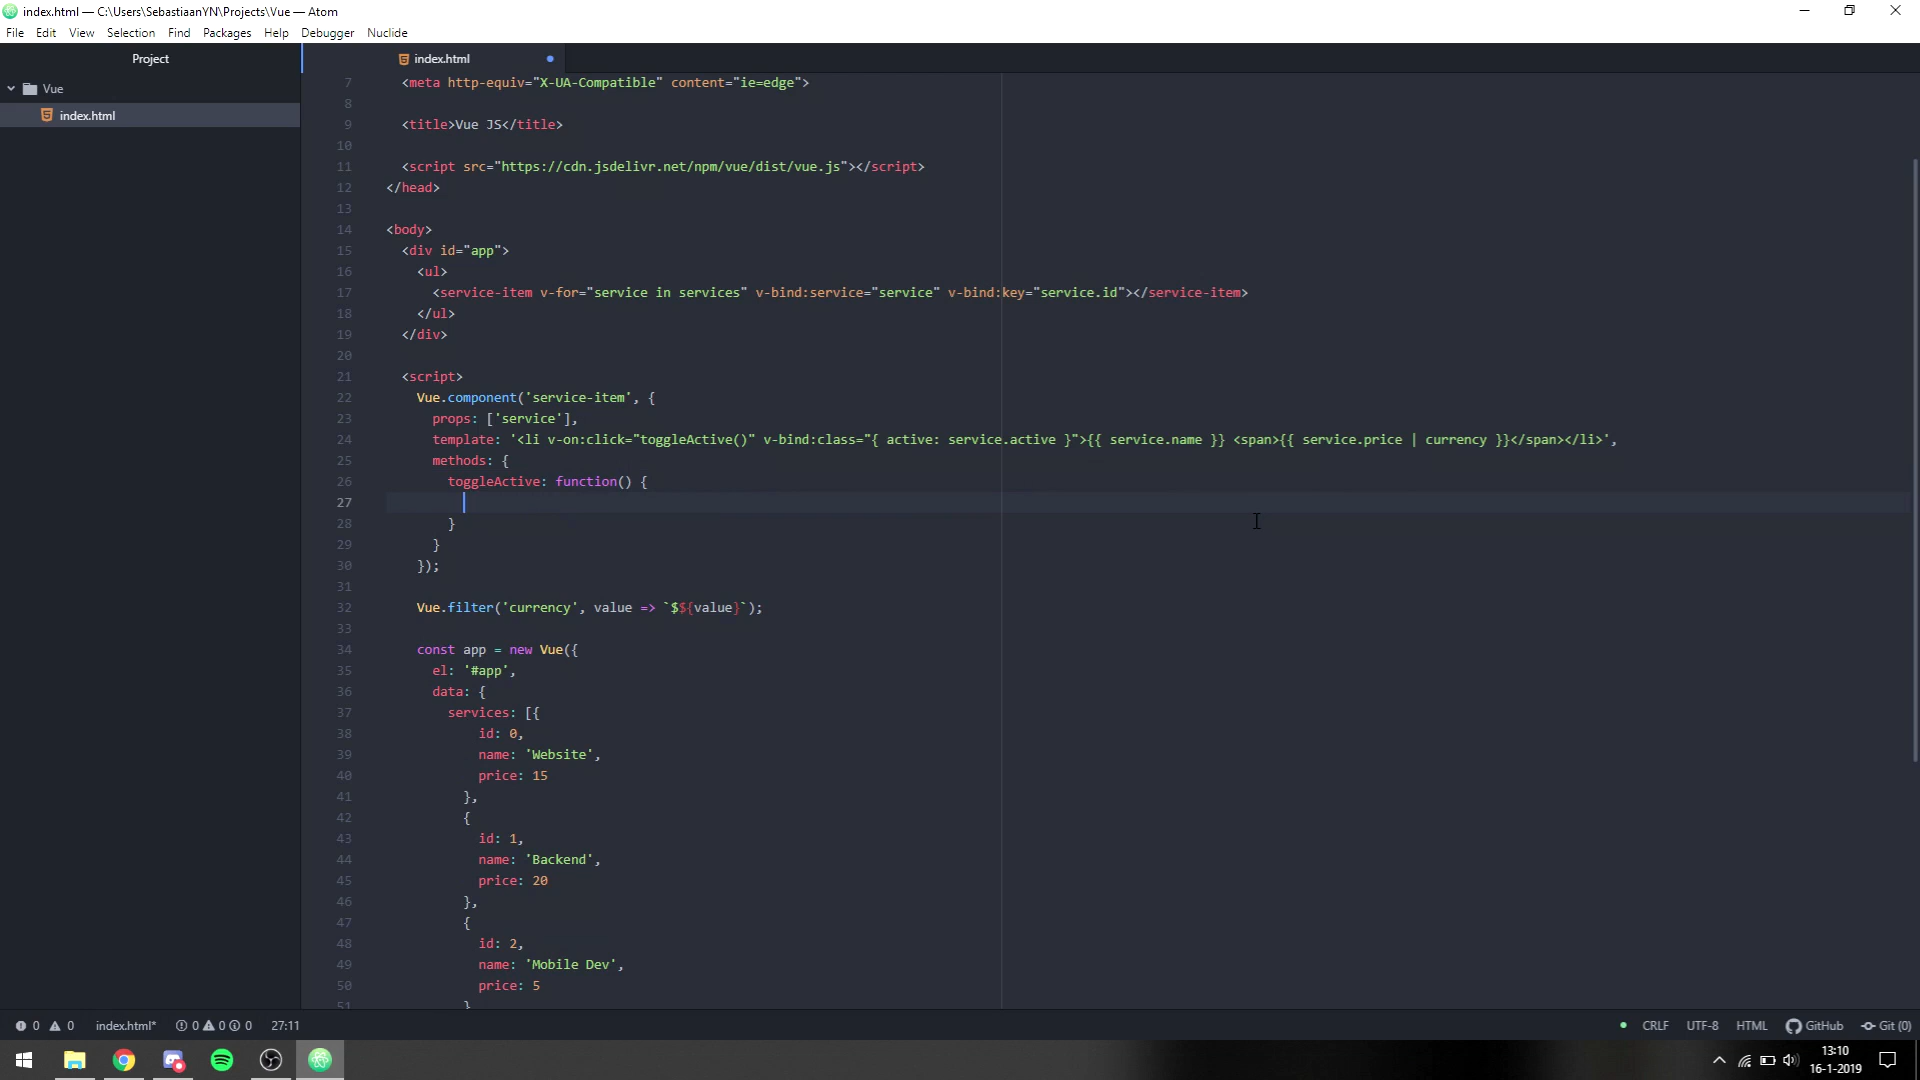 index.html — C:\Users\SebastiaanYN\Projects\Vue — Atom
File Edit View Selection Find Packages Help Debugger Nuclide
Project
index.html
Vue
index.html
7 <meta http-equiv="X-UA-Compatible" content="ie=edge">
8
9 <title>Vue JS</title>
10
11 <script src="https://cdn.jsdelivr.net/npm/vue/dist/vue.js"></script>
12 </head>
13
14 <body>
15 <div id="app">
16 <ul>
17 <service-item v-for="service in services" v-bind:service="service" v-bind:key="service.id"></service-item>
18 </ul>
19 </div>
20
21 <script>
22 Vue.component('service-item', {
23 props: ['service'],
24 template: '<li v-on:click="toggleActive()" v-bind:class="{ active: service.active }">{{ service.name }} <span>{{ service.price | currency }}</span></li>',
25 methods: {
26 toggleActive: function() {
27
28 }
29 }
30 });
31
32 Vue.filter('currency', value => `$${value}`);
33
34 const app = new Vue({
35 el: '#app',
36 data: {
37 services: [{
38 id: 0,
39 name: 'Website',
40 price: 15
41 },
42 {
43 id: 1,
44 name: 'Backend',
45 price: 20
46 },
47 {
48 id: 2,
49 name: 'Mobile Dev',
50 price: 5
51 }
0 0 index.html* 0 0 0 27:11 CRLF UTF-8 HTML GitHub Git (0)
13:10
16-1-2019